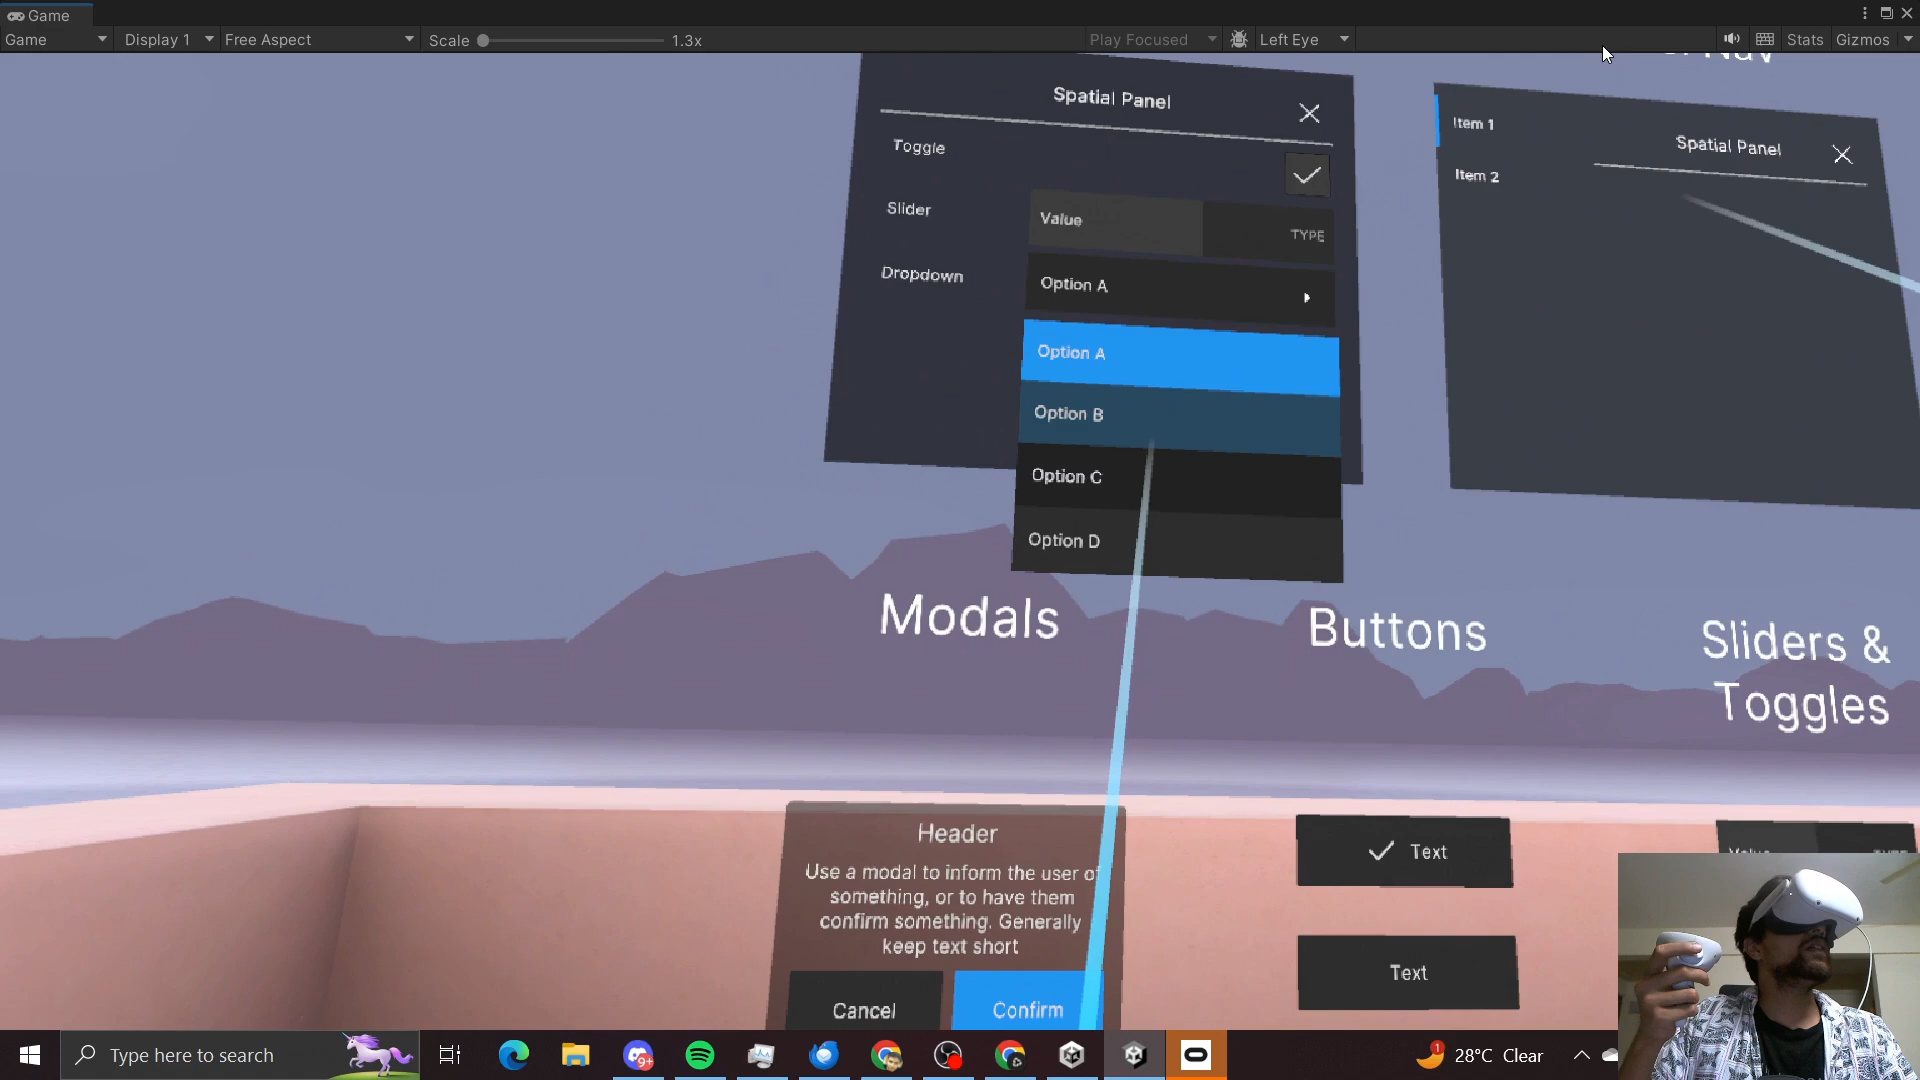 Game
Game Display 1 Free Aspect Scale 1.3x Play Focused Left Eye Stats Gizmos
Spatial Panel
Toggle
Slider
Value
TYPE
Dropdown
Option A
Option A
Option B
Option C
Option D
Nav
Item 1
Item 2
Spatial Panel
Modals
Buttons
Sliders &
Toggles
Header
Use a modal to inform the user of
something, or to have them
confirm something. Generally
keep text short
Cancel
Confirm
Text
Text
Type here to search
9+
1
28°C Clear